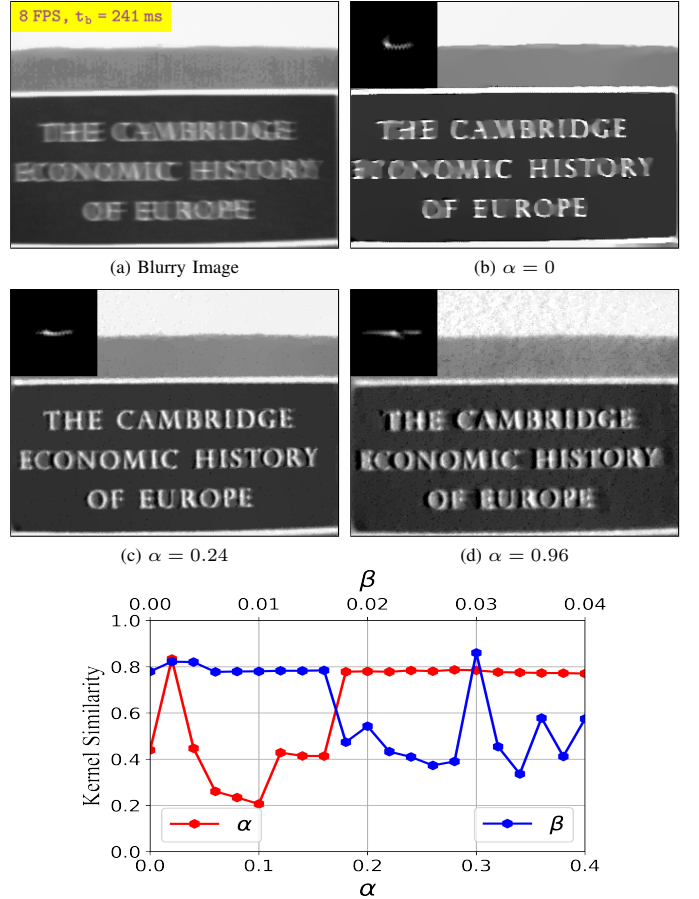 8 FPS, t_b = 241 ms
THE CAMBRIDGE
ECONOMIC HISTORY
OF EUROPE
THE CAMBRIDGE
ECONOMIC HISTORY
OF EUROPE
(a) Blurry Image
(b) α = 0
THE CAMBRIDGE
ECONOMIC HISTORY
OF EUROPE
THE CAMBRIDGE
ECONOMIC HISTORY
OF EUROPE
(c) α = 0.24
(d) α = 0.96
β
0.00 0.01 0.02 0.03 0.04
1.0
0.8
0.6
0.4
0.2
0.0
Kernel Similarity
α
β
0.0 0.1 0.2 0.3 0.4
α